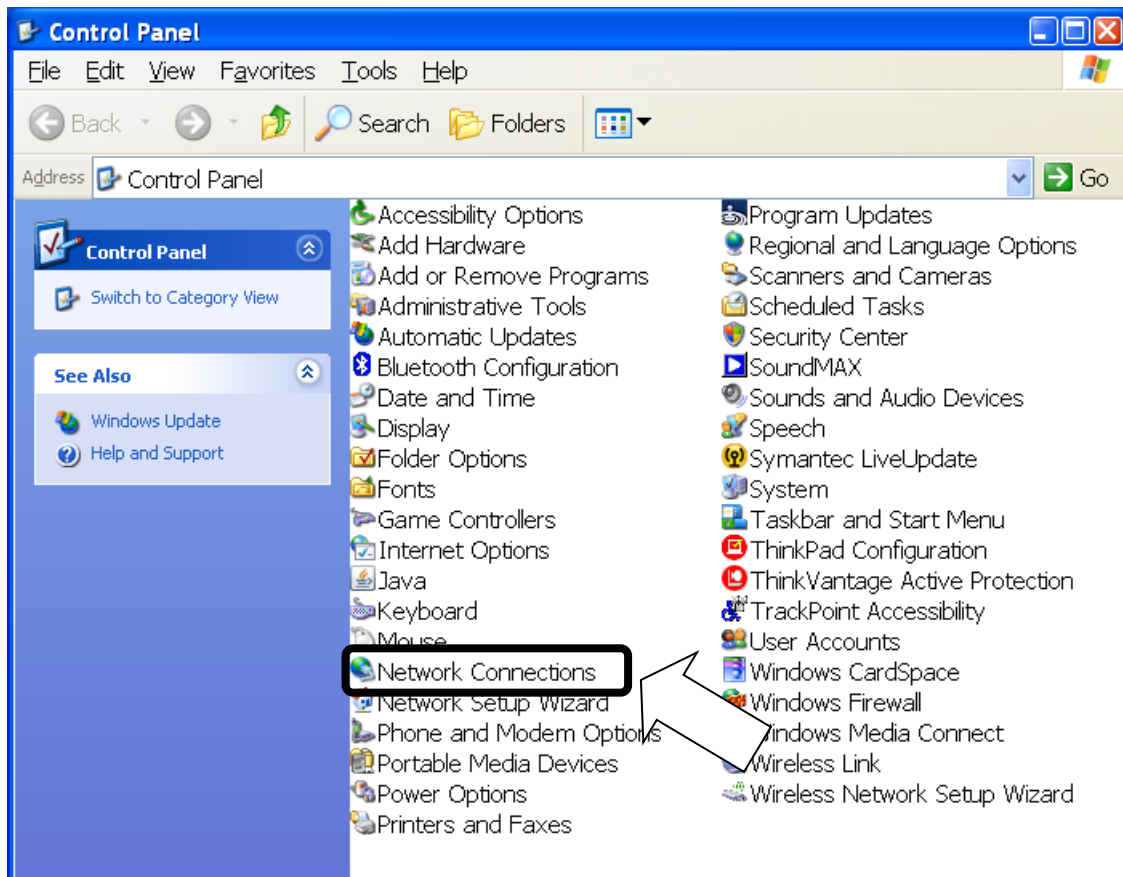 Control Panel
File Edit View Favorites Tools Help
Back Search Folders
Address Control Panel Go
Control Panel
Switch to Category View
See Also
Windows Update
Help and Support
Accessibility Options
Add Hardware
Add or Remove Programs
Administrative Tools
Automatic Updates
Bluetooth Configuration
Date and Time
Display
Folder Options
Fonts
Game Controllers
Internet Options
Java
Keyboard
Mouse
Network Connections
Network Setup Wizard
Phone and Modem Options
Portable Media Devices
Power Options
Printers and Faxes
Program Updates
Regional and Language Options
Scanners and Cameras
Scheduled Tasks
Security Center
SoundMAX
Sounds and Audio Devices
Speech
Symantec LiveUpdate
System
Taskbar and Start Menu
ThinkPad Configuration
ThinkVantage Active Protection
TrackPoint Accessibility
User Accounts
Windows CardSpace
Windows Firewall
Windows Media Connect
Wireless Link
Wireless Network Setup Wizard